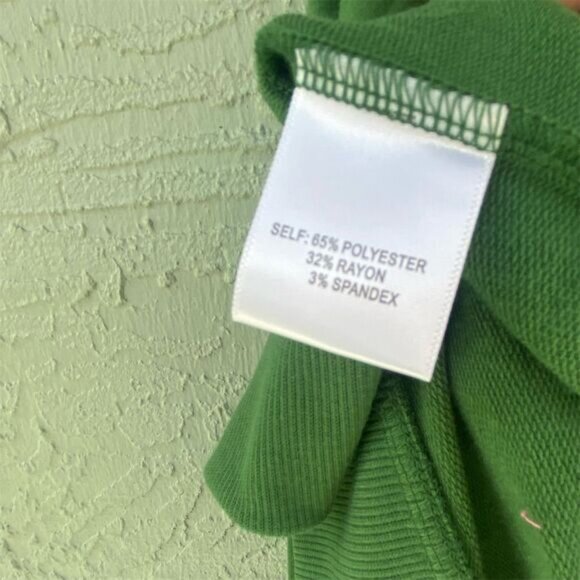 SELF: 65% POLYESTER
32% RAYON
3% SPANDEX